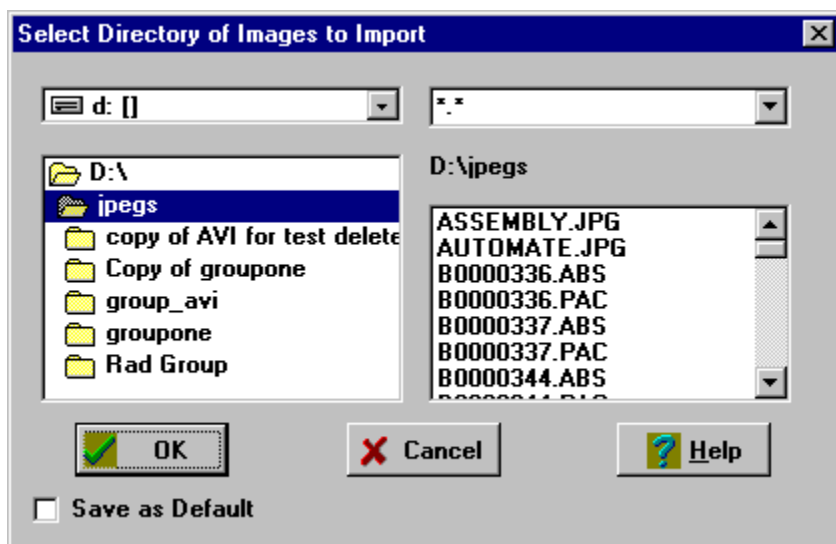 Select Directory of Images to Import
d: []
*.*
D:\
D:\jpegs
jpegs
copy of AVI for test delete
Copy of groupone
group_avi
groupone
Rad Group
ASSEMBLY.JPG
AUTOMATE.JPG
B0000336.ABS
B0000336.PAC
B0000337.ABS
B0000337.PAC
B0000344.ABS
OK
Cancel
Help
Save as Default